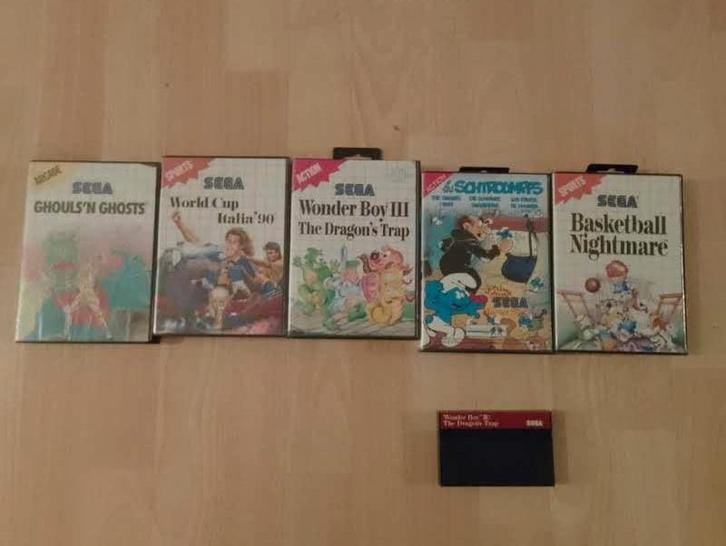 ARCADE
SEGA
GHOULS'N GHOSTS
SPORTS
SEGA
World Cup
Italia '90
ACTION
SEGA
Wonder Boy III
The Dragon's Trap
ACTION
SCHTROUMPFS
SEGA
SPORTS
SEGA
Basketball
Nightmare
Wonder Boy III
The Dragon's Trap
SEGA